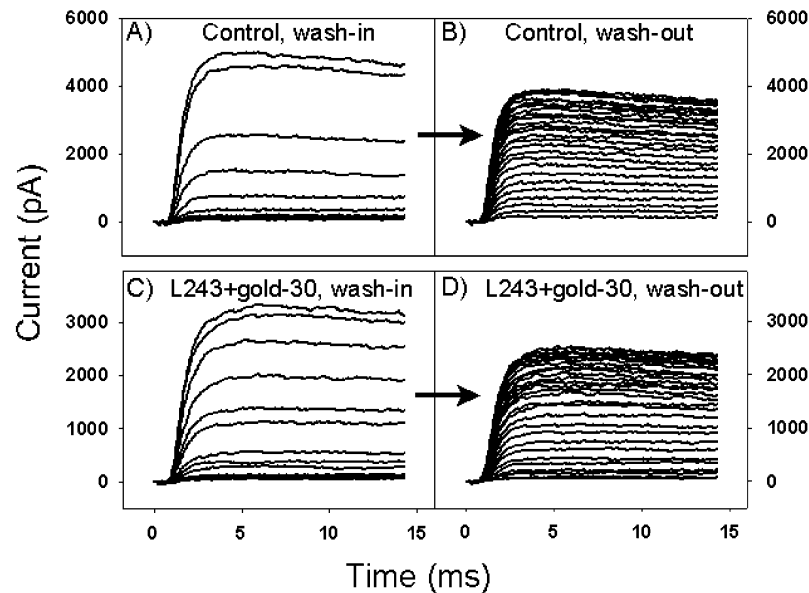 A) Control, wash-in
B) Control, wash-out
6000
4000
2000
0
6000
4000
2000
0
C) L243+gold-30, wash-in
D) L243+gold-30, wash-out
3000
2000
1000
0
3000
2000
1000
0
0 5 10 15
0 5 10 15
Current (pA)
Time (ms)